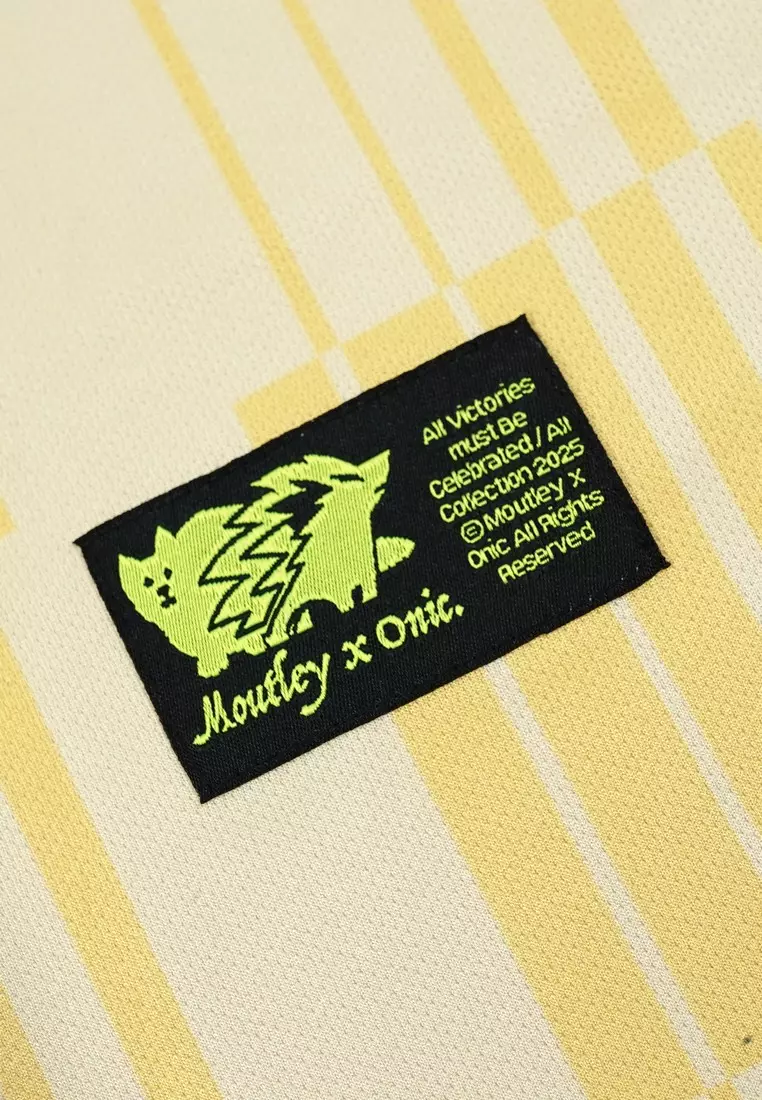 All Victories
must Be
Celebrated / All
Collection 2025
© Moutley x
Onic All Rights
Reserved
Moutley x Onic.